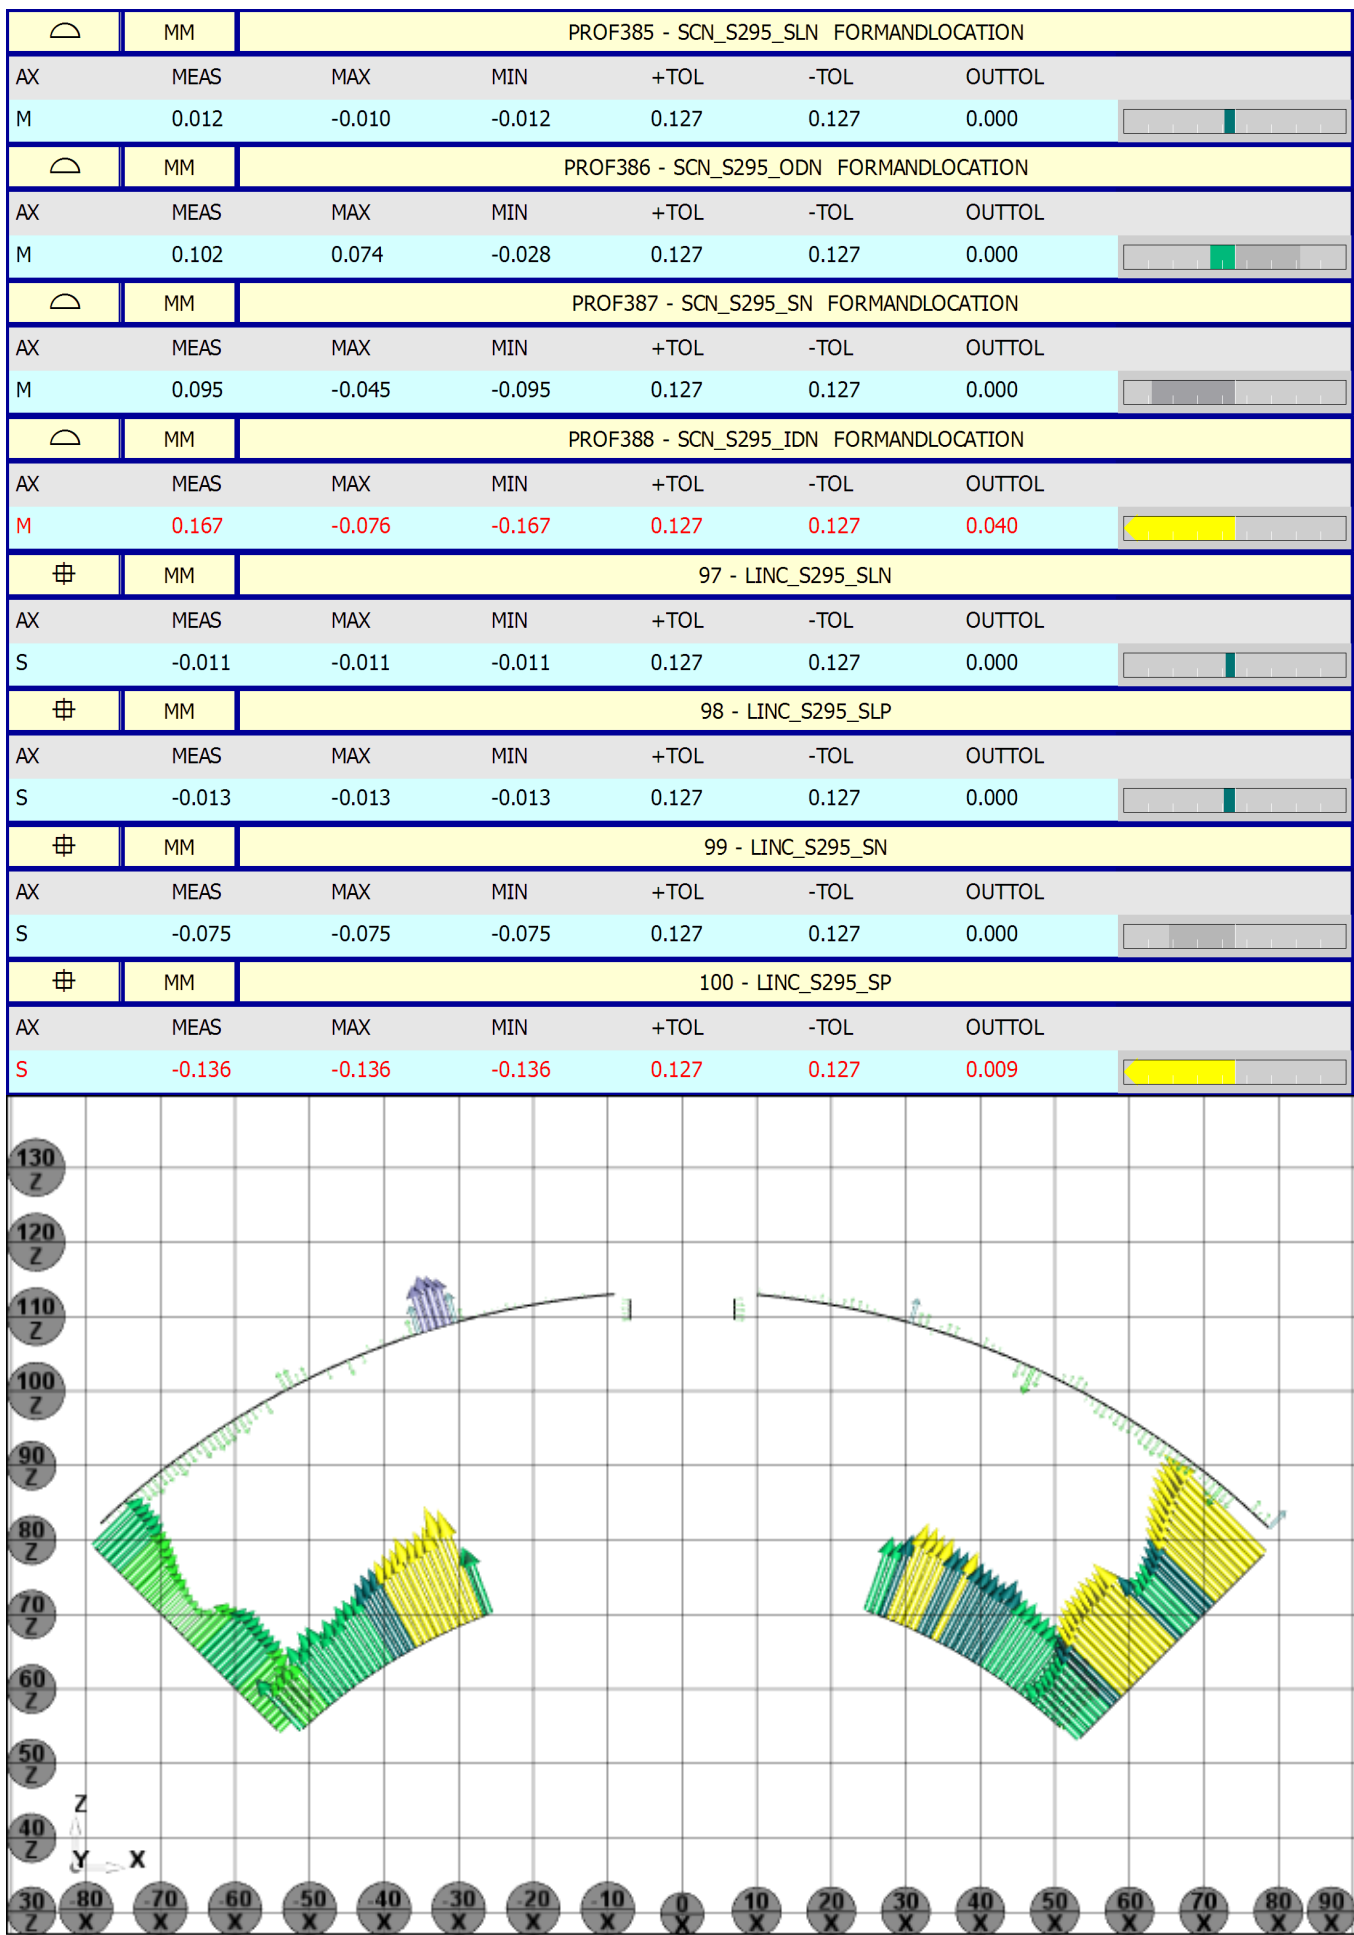 MM PROF385 - SCN_S295_SLN FORMANDLOCATION
AX MEAS MAX MIN +TOL -TOL OUTTOL
M 0.012 -0.010 -0.012 0.127 0.127 0.000
MM PROF386 - SCN_S295_ODN FORMANDLOCATION
AX MEAS MAX MIN +TOL -TOL OUTTOL
M 0.102 0.074 -0.028 0.127 0.127 0.000
MM PROF387 - SCN_S295_SN FORMANDLOCATION
AX MEAS MAX MIN +TOL -TOL OUTTOL
M 0.095 -0.045 -0.095 0.127 0.127 0.000
MM PROF388 - SCN_S295_IDN FORMANDLOCATION
AX MEAS MAX MIN +TOL -TOL OUTTOL
M 0.167 -0.076 -0.167 0.127 0.127 0.040
MM 97 - LINC_S295_SLN
AX MEAS MAX MIN +TOL -TOL OUTTOL
S -0.011 -0.011 -0.011 0.127 0.127 0.000
MM 98 - LINC_S295_SLP
AX MEAS MAX MIN +TOL -TOL OUTTOL
S -0.013 -0.013 -0.013 0.127 0.127 0.000
MM 99 - LINC_S295_SN
AX MEAS MAX MIN +TOL -TOL OUTTOL
S -0.075 -0.075 -0.075 0.127 0.127 0.000
MM 100 - LINC_S295_SP
AX MEAS MAX MIN +TOL -TOL OUTTOL
S -0.136 -0.136 -0.136 0.127 0.127 0.009
130
Z
120
Z
110
Z
100
Z
90
Z
80
Z
70
Z
60
Z
50
Z
Z
40
Z
Y X
30 -80 -70 -60 -50 -40 -30 -20 -10 0 10 20 30 40 50 60 70 80 90
Z X X X X X X X X X X X X X X X X X X